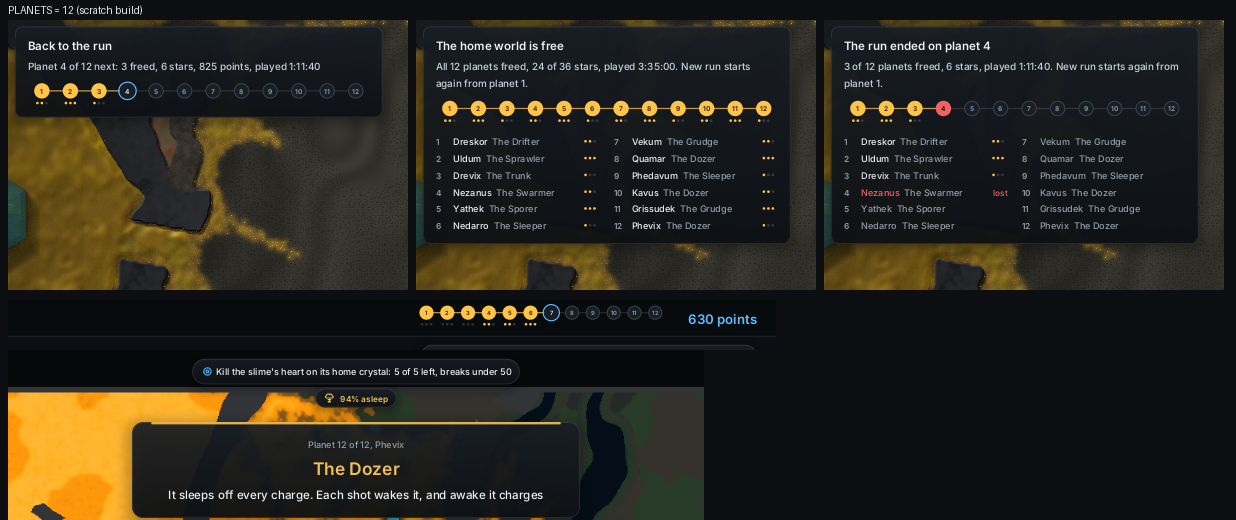 PLANETS = 12 (scratch build)
Back to the run
Planet 4 of 12 next: 3 freed, 6 stars, 825 points, played 1:11:40
1 2 3 4 5 6 7 8 9 10 11 12
The home world is free
All 12 planets freed, 24 of 36 stars, played 3:35:00. New run starts
again from planet 1.
1 2 3 4 5 6 7 8 9 10 11 12
1 Dreskor The Drifter 7 Vekum The Grudge
2 Uldum The Sprawler 8 Quamar The Dozer
3 Drevix The Trunk 9 Phedavum The Sleeper
4 Nezanus The Swarmer 10 Kavus The Dozer
5 Yathek The Sporer 11 Grissudek The Grudge
6 Nedarro The Sleeper 12 Phevix The Dozer
The run ended on planet 4
3 of 12 planets freed, 6 stars, played 1:11:40. New run starts again from
planet 1.
1 2 3 4 5 6 7 8 9 10 11 12
1 Dreskor The Drifter 7 Vekum The Grudge
2 Uldum The Sprawler 8 Quamar The Dozer
3 Drevix The Trunk 9 Phedavum The Sleeper
4 Nezanus The Swarmer lost 10 Kavus The Dozer
5 Yathek The Sporer 11 Grissudek The Grudge
6 Nedarro The Sleeper 12 Phevix The Dozer
1 2 3 4 5 6 7 8 9 10 11 12
630 points
Kill the slime's heart on its home crystal: 5 of 5 left, breaks under 50
94% asleep
Planet 12 of 12, Phevix
The Dozer
It sleeps off every charge. Each shot wakes it, and awake it charges